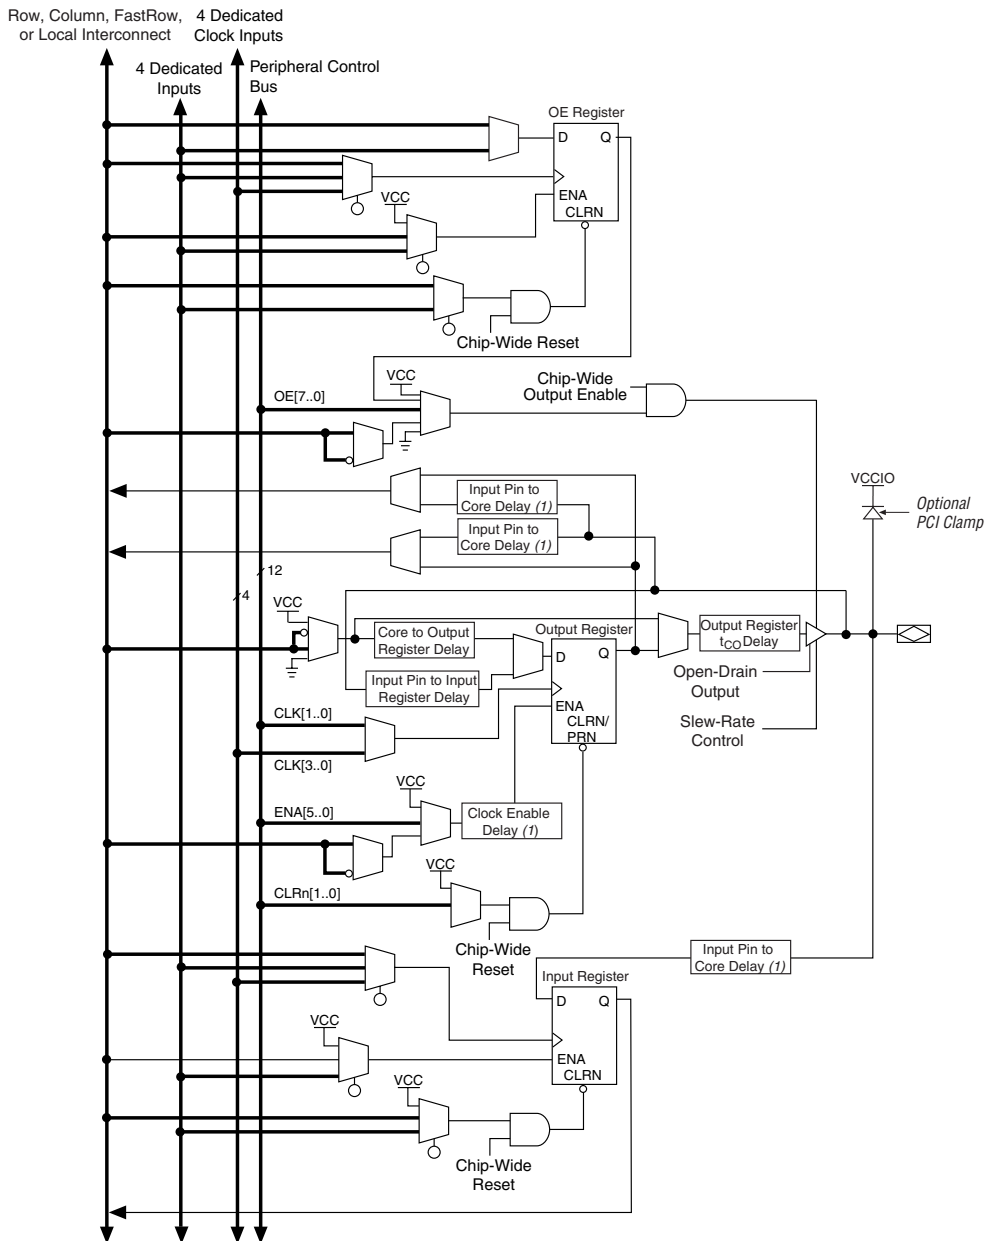 Row, Column, FastRow,
or Local Interconnect
4 Dedicated
Clock Inputs
4 Dedicated
Inputs
Peripheral Control
Bus
OE Register
D
Q
ENA
CLRN
VCC
Chip-Wide Reset
VCC
OE[7..0]
Chip-Wide
Output Enable
Input Pin to
Core Delay (1)
Input Pin to
Core Delay (1)
VCCIO
Optional
PCI Clamp
12
4
VCC
Core to Output
Register Delay
Input Pin to Input
Register Delay
Output Register
D
Q
ENA
CLRN/
PRN
Output Register
tCO Delay
Open-Drain
Output
Slew-Rate
Control
CLK[1..0]
CLK[3..0]
VCC
ENA[5..0]
Clock Enable
Delay (1)
VCC
CLRn[1..0]
Chip-Wide
Reset
Input Pin to
Core Delay (1)
Input Register
D
Q
ENA
CLRN
VCC
VCC
Chip-Wide
Reset